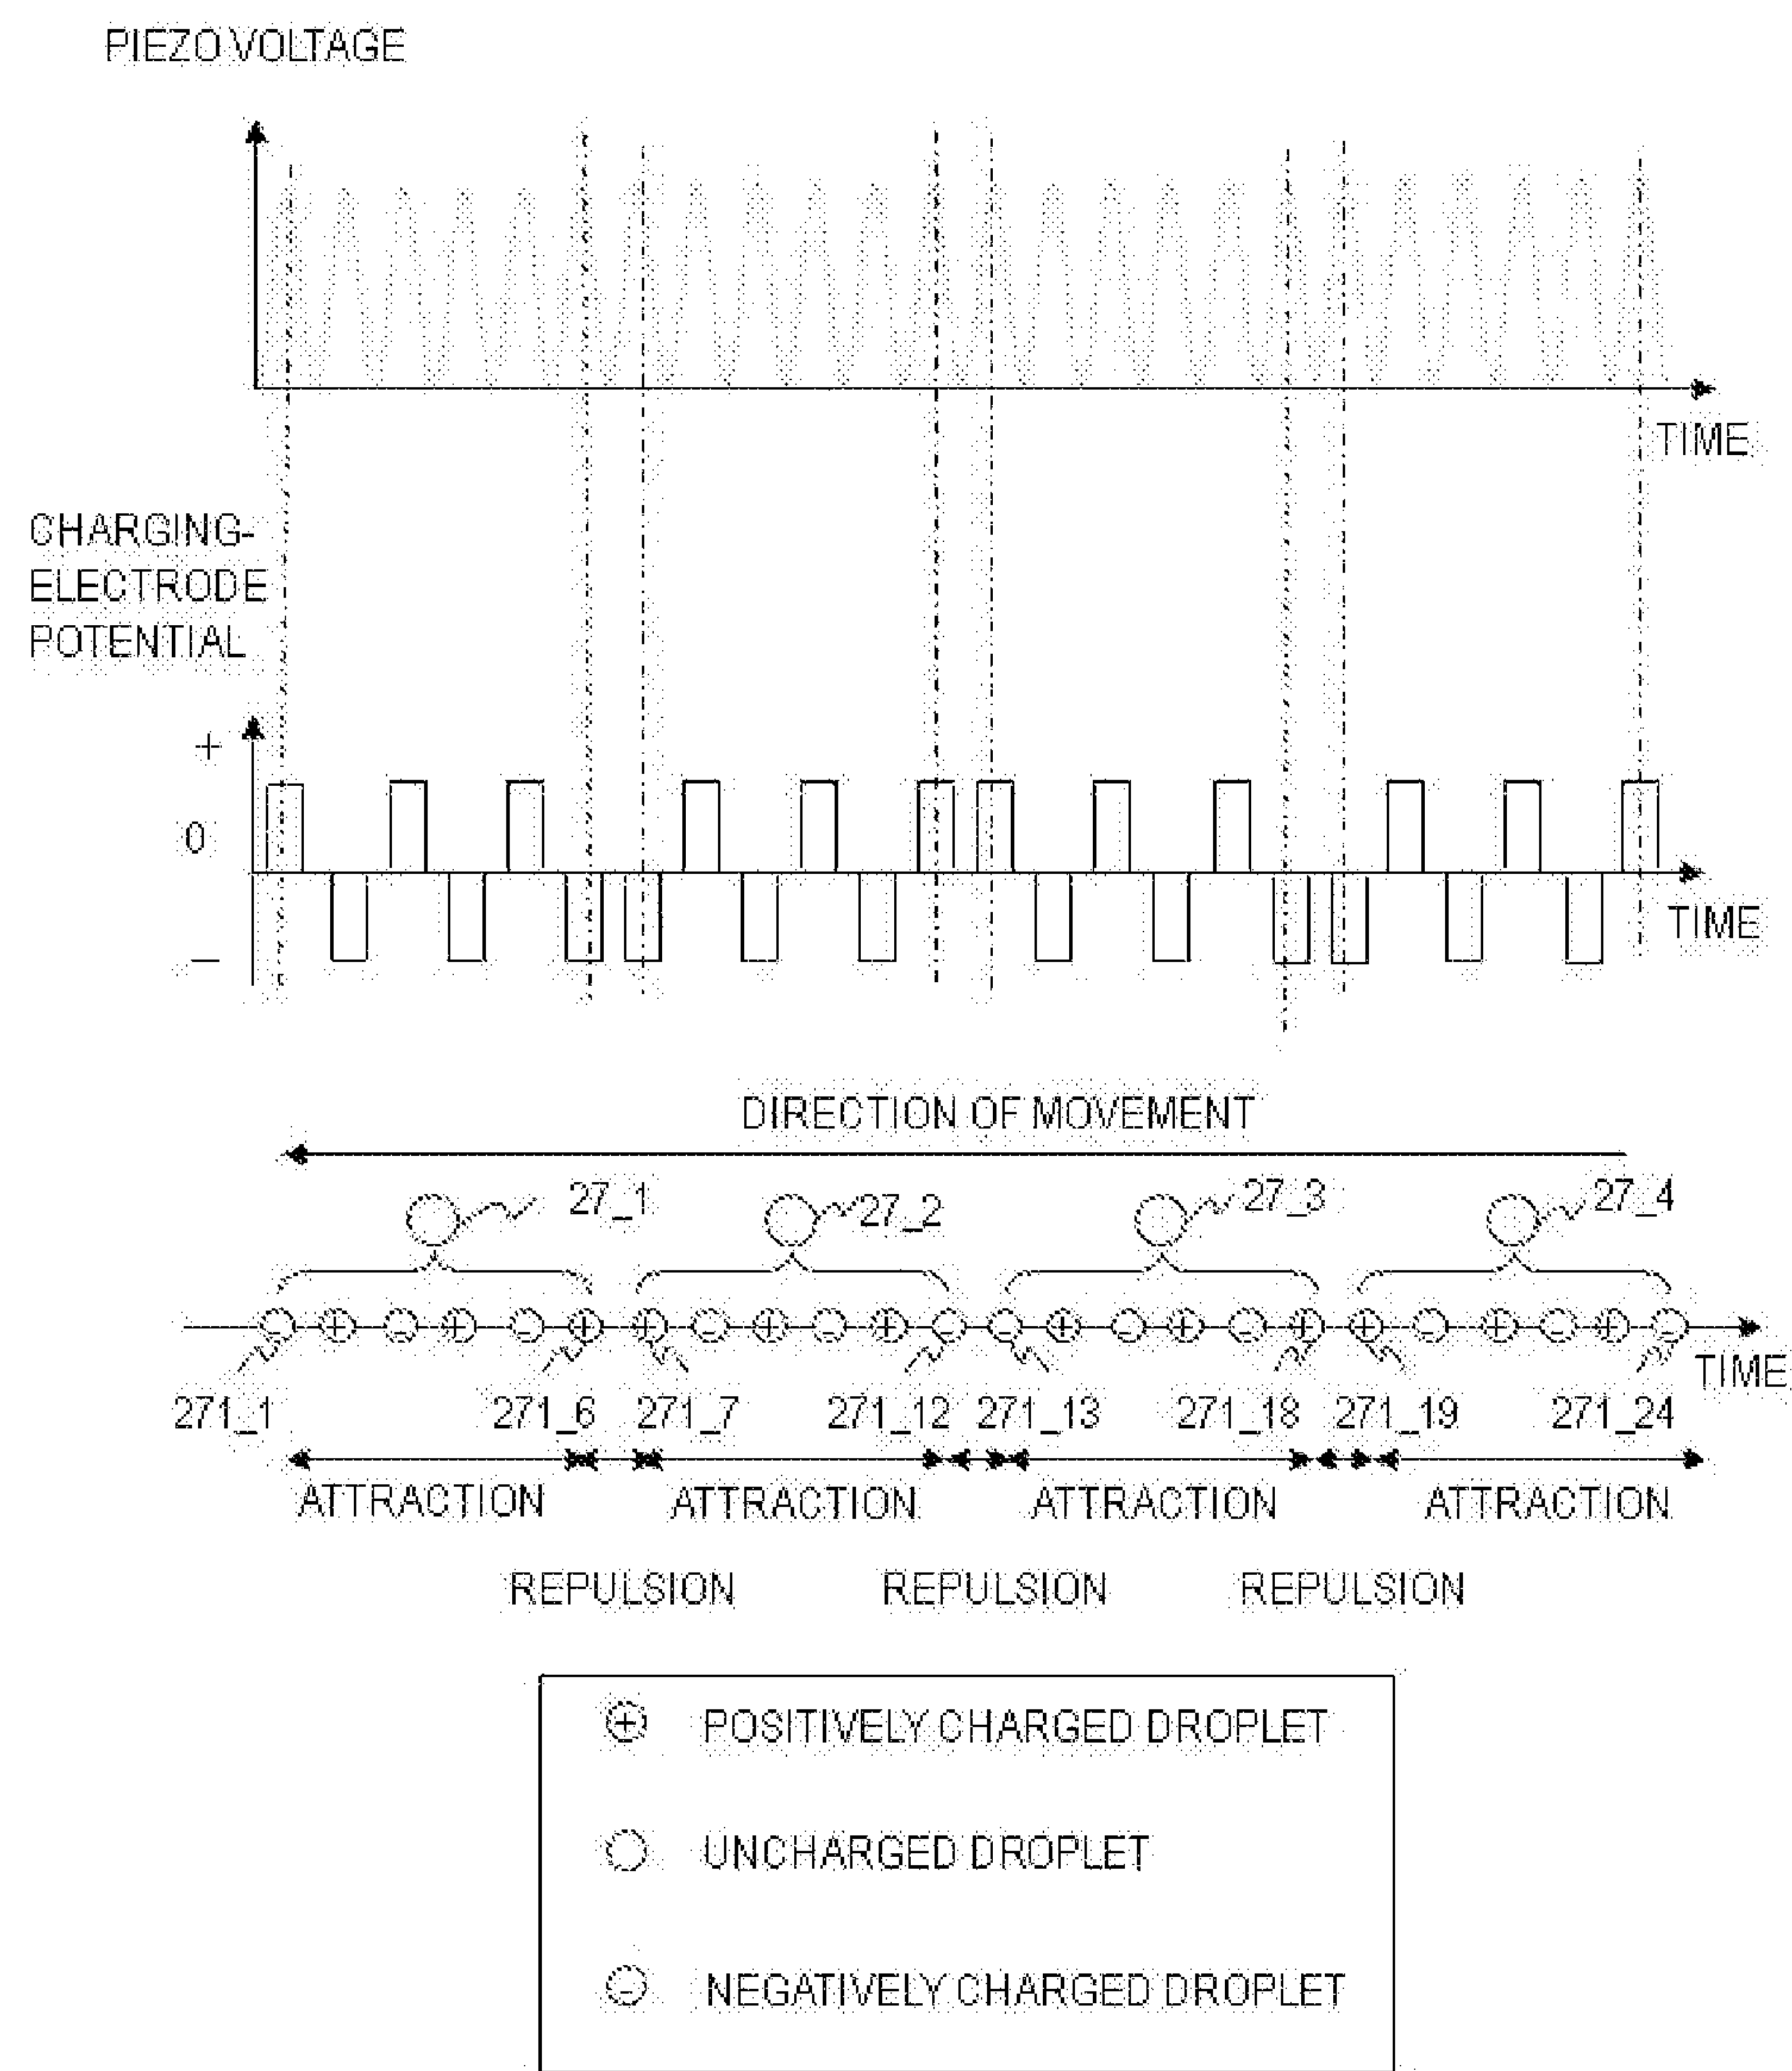 PIEZO VOLTAGE
TIME
CHARGING-
ELECTRODE
POTENTIAL
+
0
−
TIME
DIRECTION OF MOVEMENT
27_1 27_2 27_3 27_4
- + - + - + + - + - + - - + - + - + + - + - + -
TIME
271_1 271_6 271_7 271_12 271_13 271_18 271_19 271_24
ATTRACTION ATTRACTION ATTRACTION ATTRACTION
REPULSION REPULSION REPULSION
+ POSITIVELY CHARGED DROPLET
UNCHARGED DROPLET
- NEGATIVELY CHARGED DROPLET